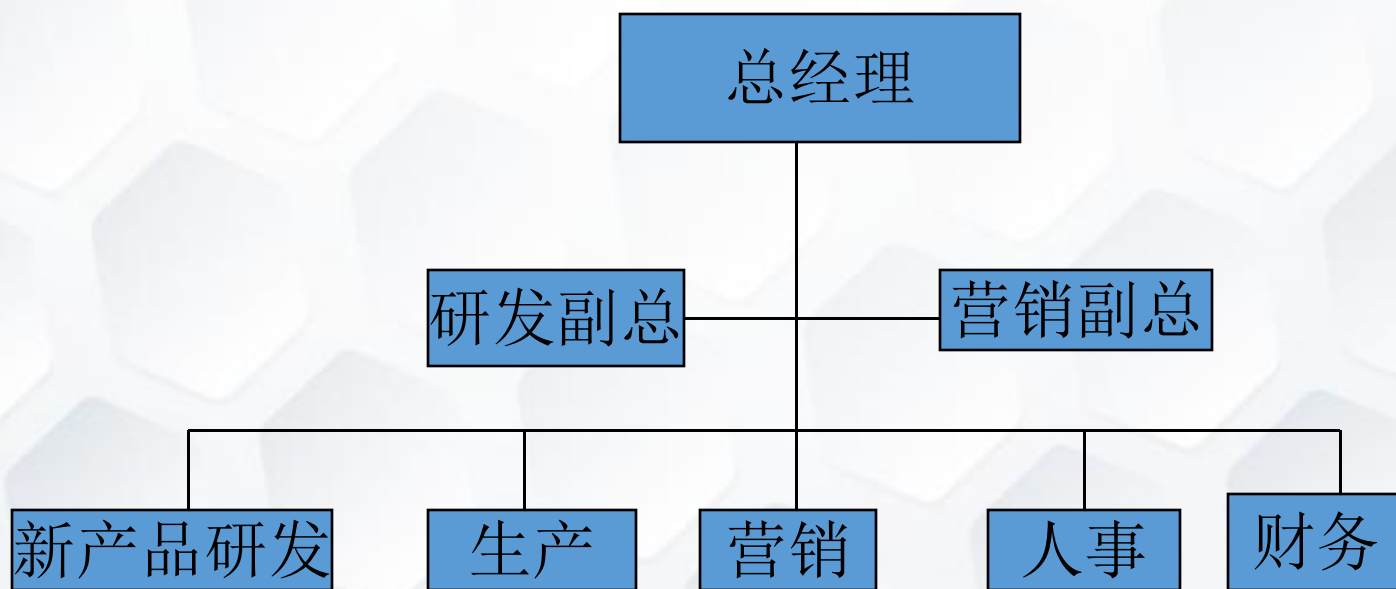 总经理
研发副总
营销副总
新产品研发
生产
营销
人事
财务